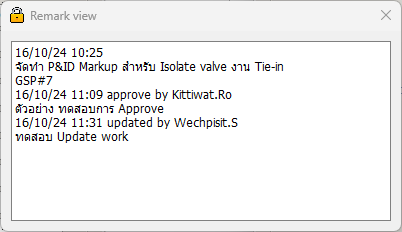 Remark view
16/10/24 10:25
จัดทำ P&ID Markup สำหรับ Isolate valve งาน Tie-in
GSP#7
16/10/24 11:09 approve by Kittiwat.Ro
ตัวอย่าง ทดสอบการ Approve
16/10/24 11:31 updated by Wechpisit.S
ทดสอบ Update work